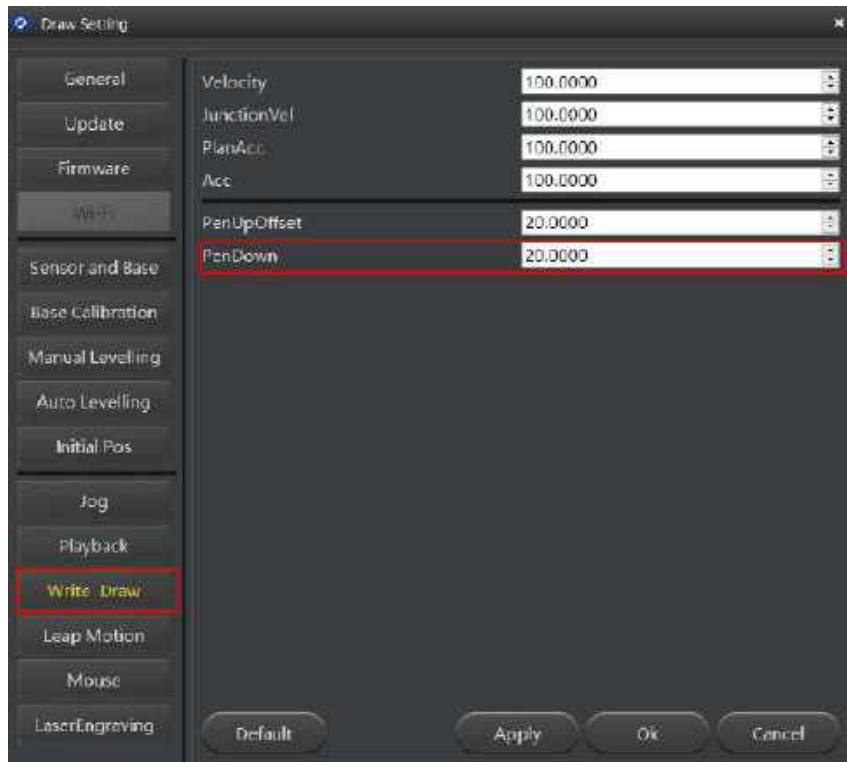 Draw Setting
General
Update
Firmware
Wi-Fi
Sensor and Base
Base Calibration
Manual Levelling
Auto Levelling
Initial Pos
Jog
Playback
Write Draw
Leap Motion
Mouse
LaserEngraving
Velocity 100.0000
JunctionVel 100.0000
PlanAcc 100.0000
Acc 100.0000
PenUpOffset 20.0000
PenDown 20.0000
Default Apply Ok Cancel